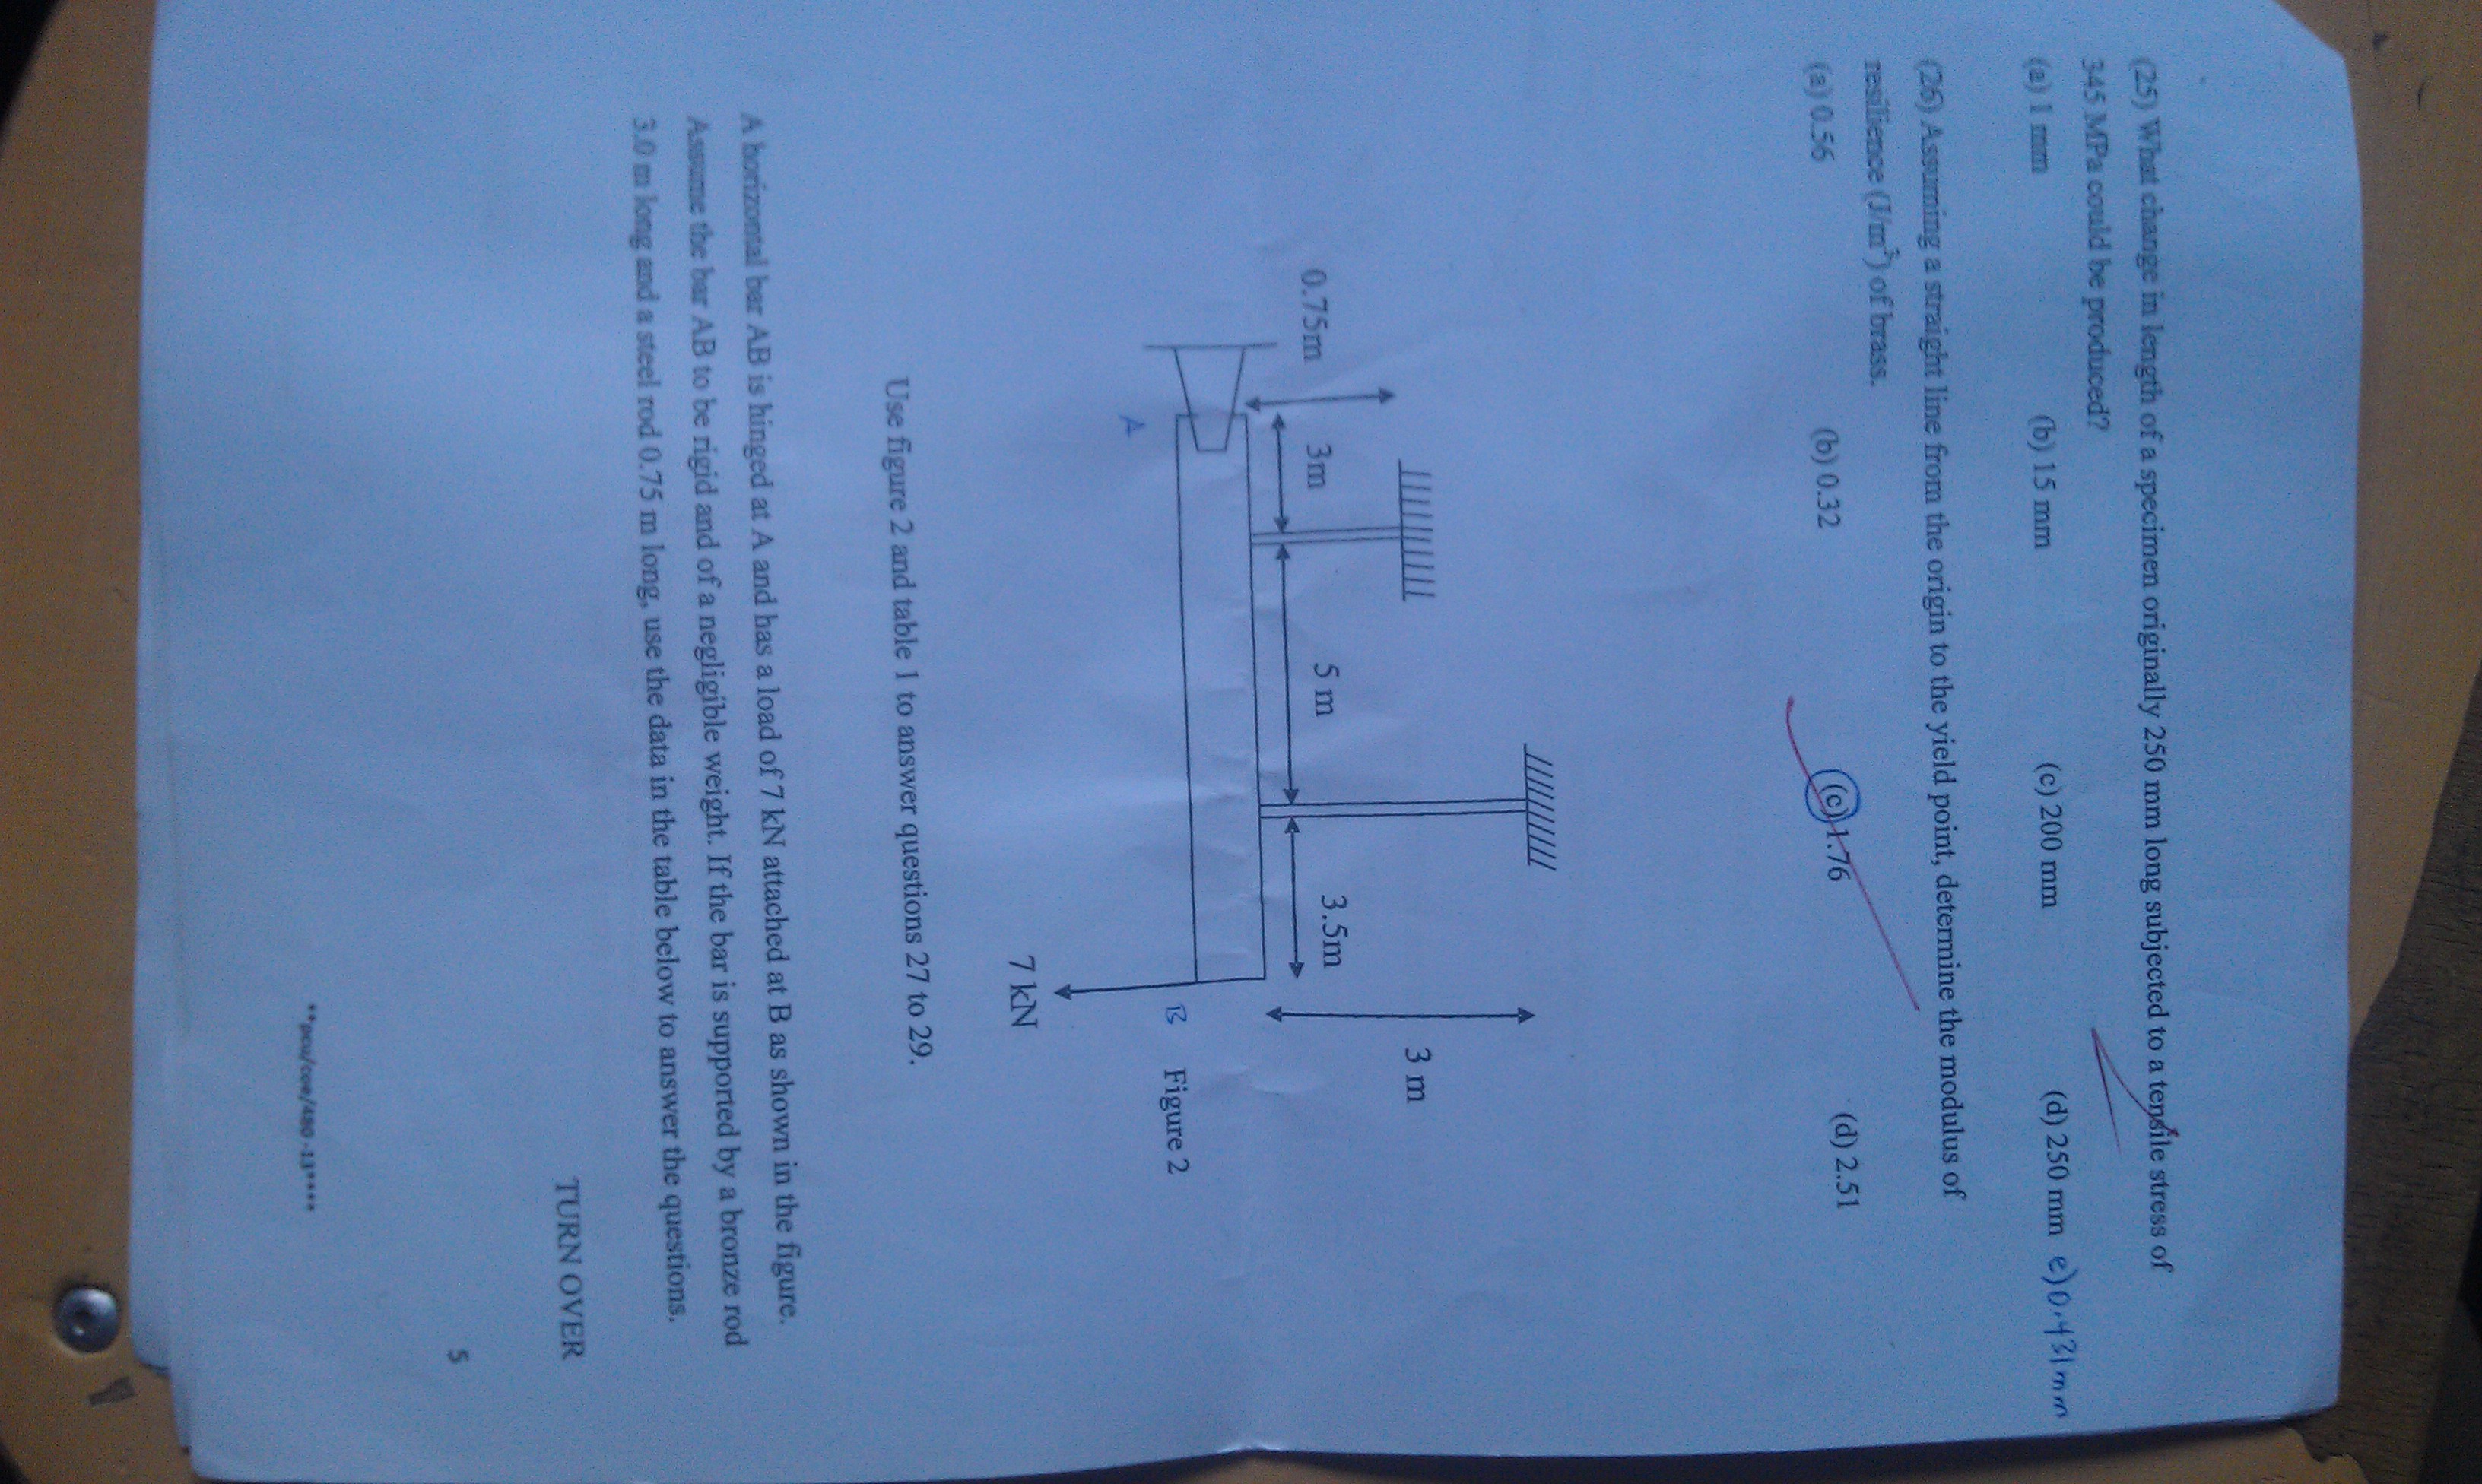 (25) What change in length of a specimen originally 250 mm long subjected to a tensile stress of
345 MPa could be produced?
(a) 1 mm (b) 15 mm (c) 200 mm (d) 250 mm e) 0.431mm
(26) Assuming a straight line from the origin to the yield point, determine the modulus of
resilience (J/m³) of brass.
(a) 0.56 (b) 0.32 (c) 1.76 (d) 2.51
3 m
0.75m 3m 5 m 3.5m
A
B Figure 2
7 kN
Use figure 2 and table 1 to answer questions 27 to 29.
A horizontal bar AB is hinged at A and has a load of 7 kN attached at B as shown in the figure.
Assume the bar AB to be rigid and of a negligible weight. If the bar is supported by a bronze rod
3.0 m long and a steel rod 0.75 m long, use the data in the table below to answer the questions.
TURN OVER
5
**pcu/coe/480 -13****